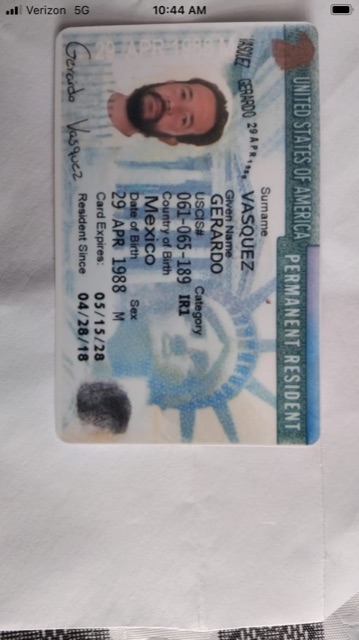 Verizon 5G 10:44 AM
UNITED STATES OF AMERICA PERMANENT RESIDENT
Surname
VASQUEZ
Given Name
GERARDO
USCIS# Category
061-065-189 IR1
Country of Birth
Mexico
Date of Birth Sex
29 APR 1988 M
Card Expires: 05/15/28
Resident Since 04/28/18
Gerardo Vasquez